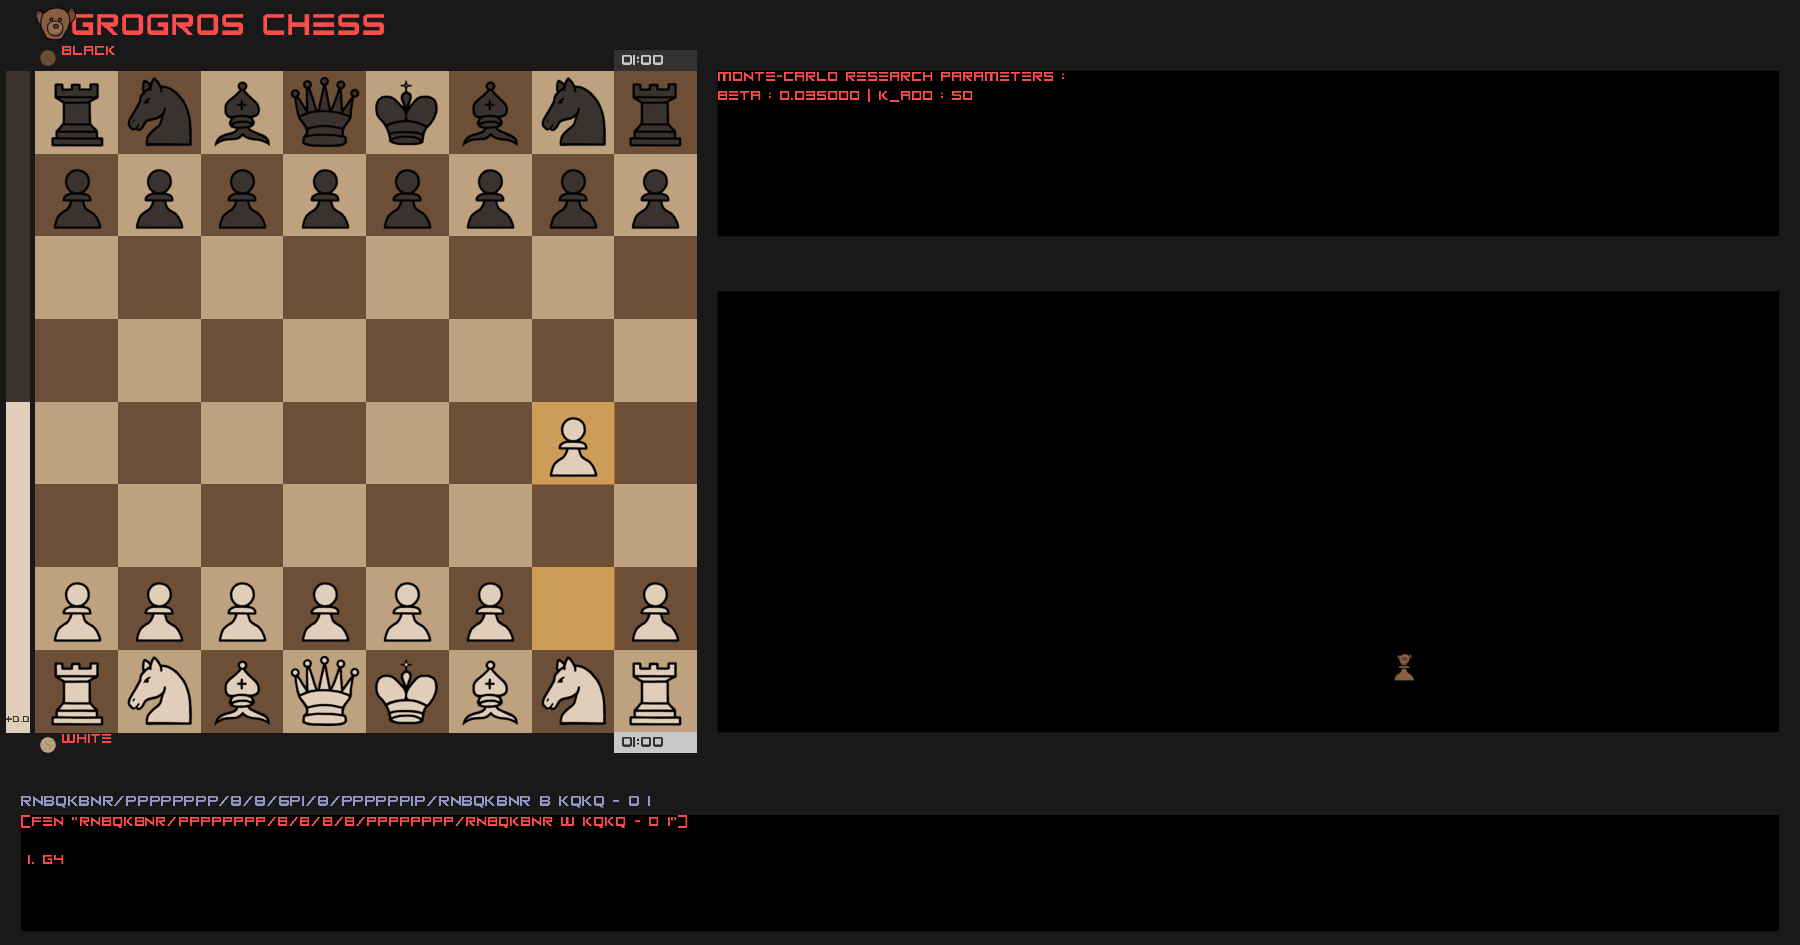 GROGROS CHESS
BLACK
01:00
MONTE-CARLO RESEARCH PARAMETERS :
BETA : 0.035000 | K_ADD : 50
+0.0
WHITE
01:00
RNBQKBNR/PPPPPPPP/8/8/6P1/8/PPPPPP1P/RNBQKBNR B KQKQ - 0 1
[FEN "RNBQKBNR/PPPPPPPP/8/8/8/8/PPPPPPPP/RNBQKBNR W KQKQ - 0 1"]
1. G4